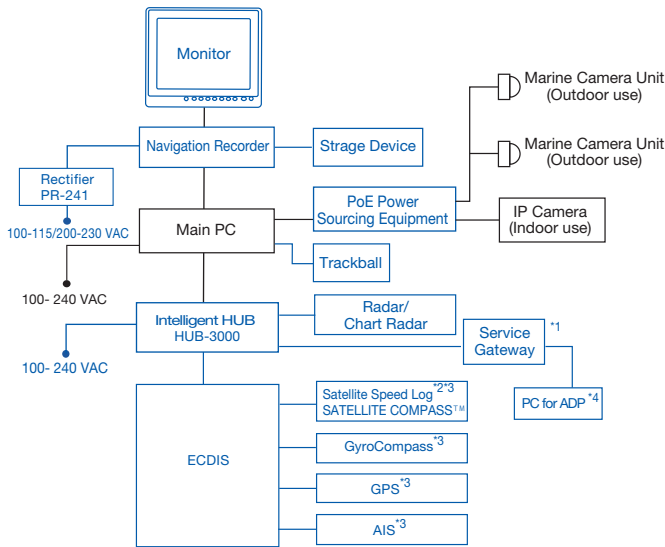 Monitor
Marine Camera Unit
(Outdoor use)
Navigation Recorder
Strage Device
Marine Camera Unit
(Outdoor use)
Rectifier
PR-241
100-115/200-230 VAC
PoE Power
Sourcing Equipment
IP Camera
(Indoor use)
Main PC
Trackball
100- 240 VAC
Intelligent HUB
HUB-3000
Radar/
Chart Radar
Service
Gateway
*1
100- 240 VAC
PC for ADP *4
Satellite Speed Log*2*3
SATELLITE COMPASS™
ECDIS
GyroCompass*3
GPS*3
AIS*3